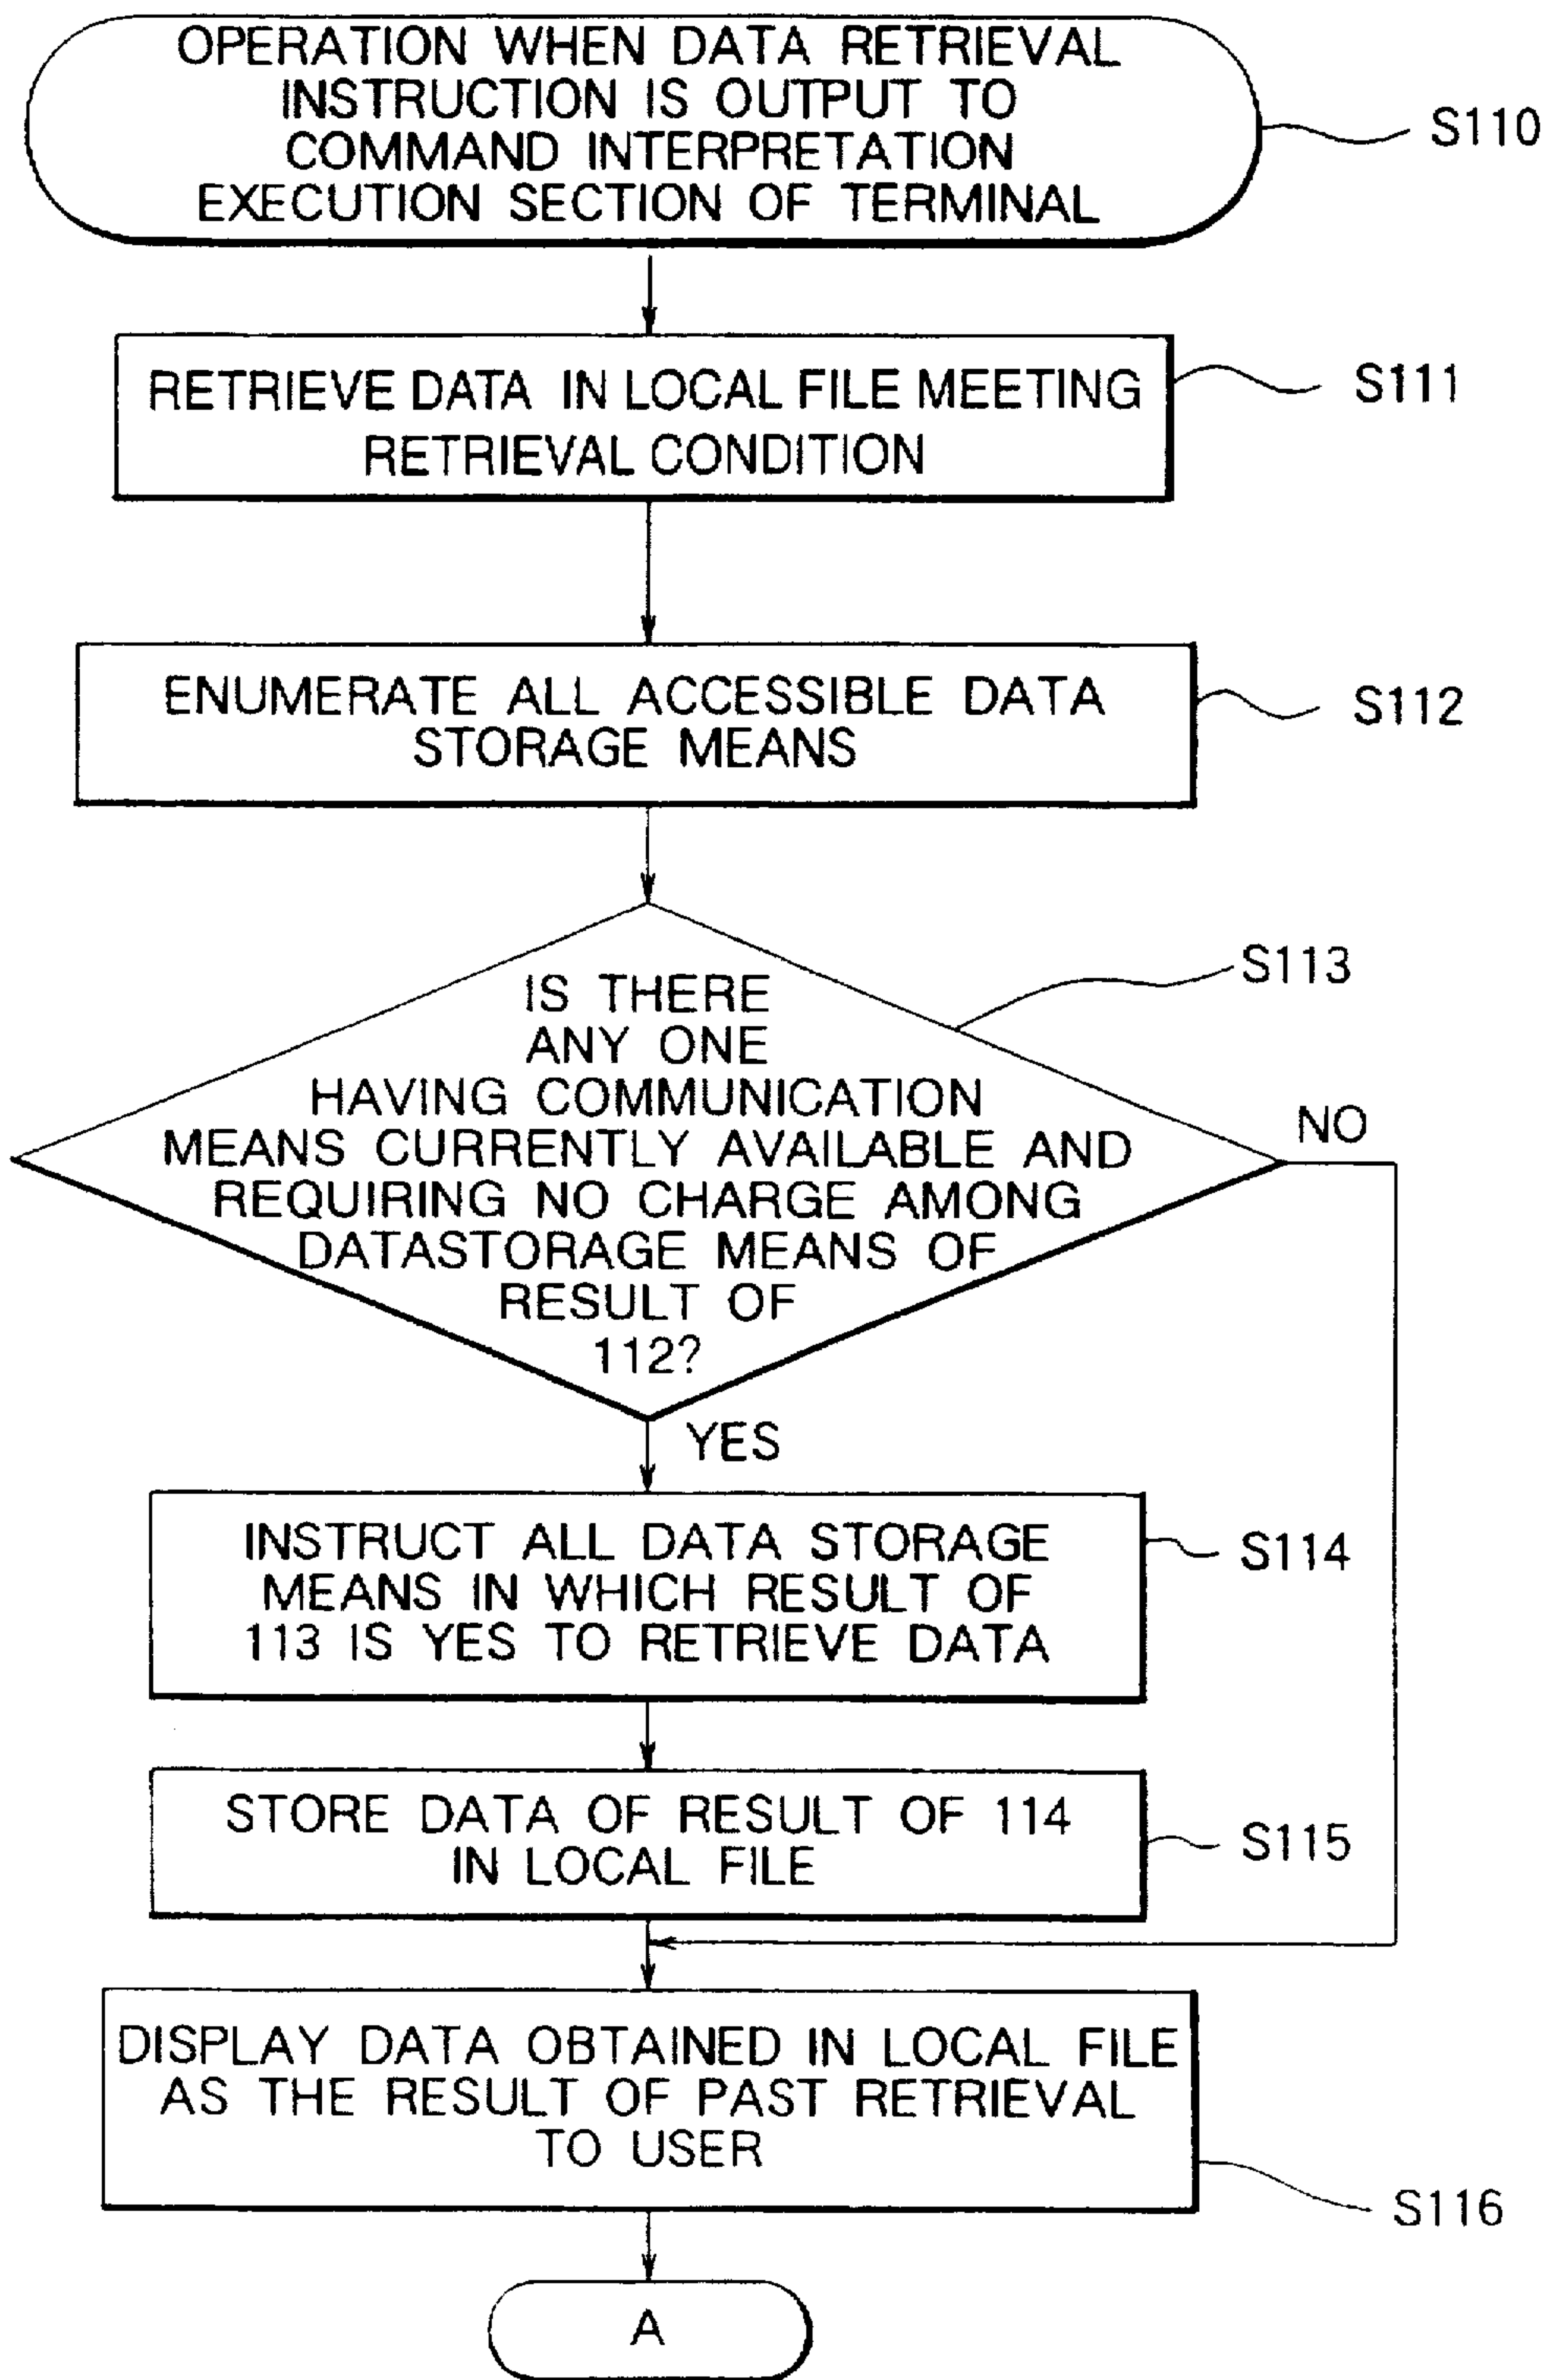 OPERATION WHEN DATA RETRIEVAL
INSTRUCTION IS OUTPUT TO
COMMAND INTERPRETATION
EXECUTION SECTION OF TERMINAL
S110
RETRIEVE DATA IN LOCAL FILE MEETING
RETRIEVAL CONDITION
S111
ENUMERATE ALL ACCESSIBLE DATA
STORAGE MEANS
S112
IS THERE
ANY ONE
HAVING COMMUNICATION
MEANS CURRENTLY AVAILABLE AND
REQUIRING NO CHARGE AMONG
DATASTORAGE MEANS OF
RESULT OF
112?
S113
NO
YES
INSTRUCT ALL DATA STORAGE
MEANS IN WHICH RESULT OF
113 IS YES TO RETRIEVE DATA
S114
STORE DATA OF RESULT OF 114
IN LOCAL FILE
S115
DISPLAY DATA OBTAINED IN LOCAL FILE
AS THE RESULT OF PAST RETRIEVAL
TO USER
S116
A